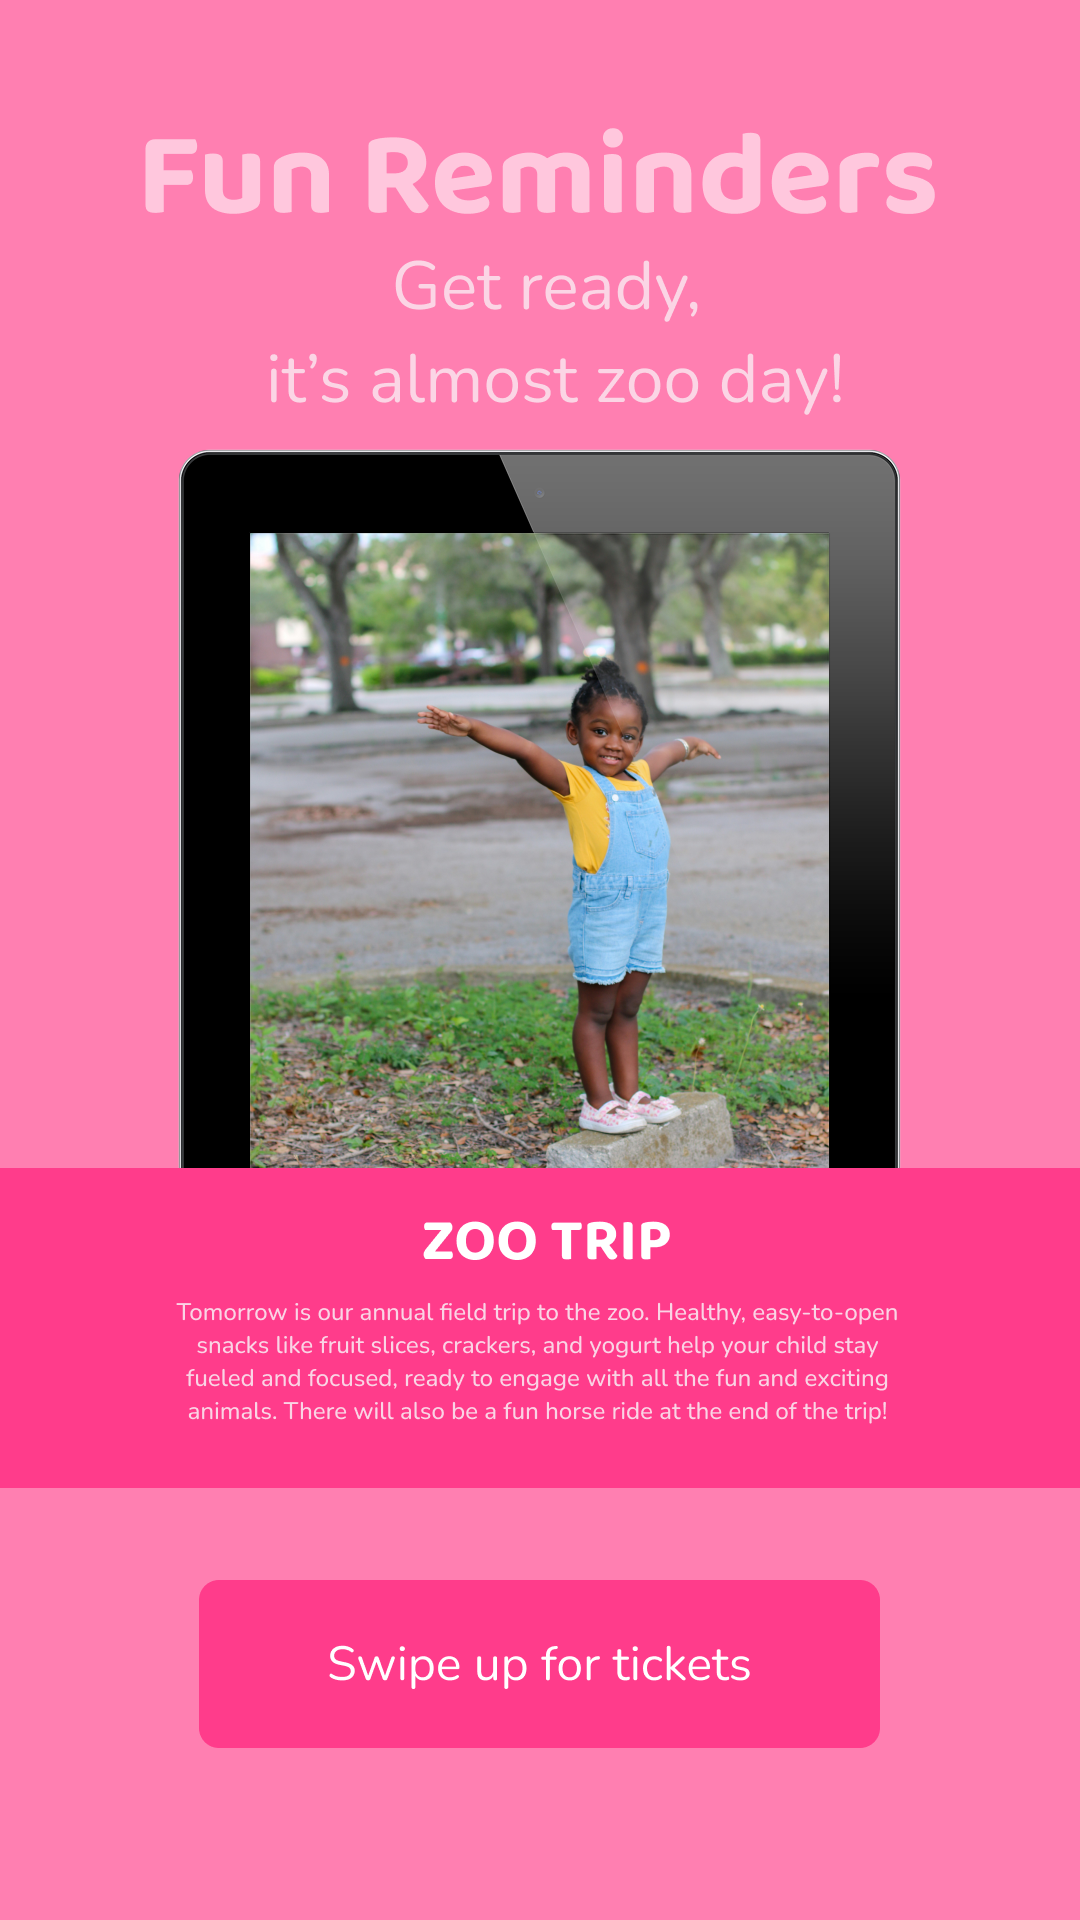 Fun Reminders
Get ready,
it’s almost zoo day!
ZOO TRIP
Tomorrow is our annual field trip to the zoo. Healthy, easy-to-open
snacks like fruit slices, crackers, and yogurt help your child stay
fueled and focused, ready to engage with all the fun and exciting
animals. There will also be a fun horse ride at the end of the trip!
Swipe up for tickets